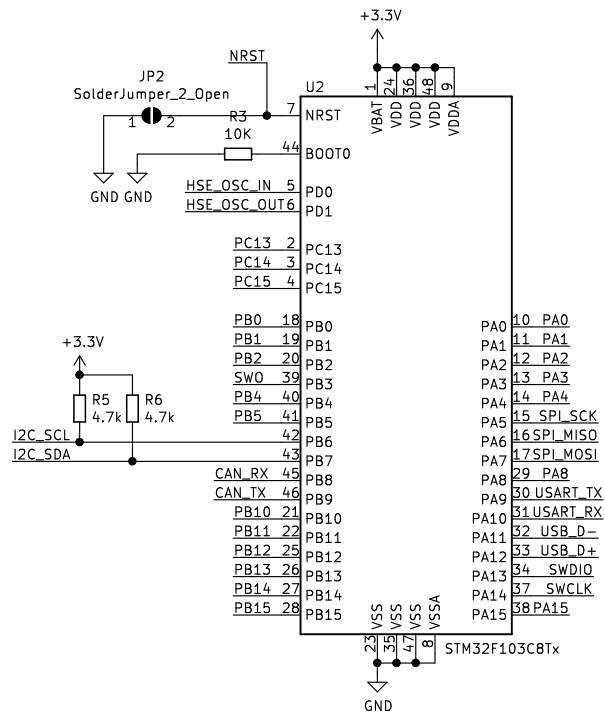 +3.3V
NRST
JP2
SolderJumper_2_Open
1 2
U2
7 NRST
R3
10K
44 BOOT0
GND GND
HSE_OSC_IN 5 PD0
HSE_OSC_OUT 6 PD1
PC13 2 PC13
PC14 3 PC14
PC15 4 PC15
1 VBAT
24 VDD
36 VDD
48 VDD
9 VDDA
PB0 18 PB0
PB1 19 PB1
PB2 20 PB2
SWO 39 PB3
PB4 40 PB4
PB5 41 PB5
+3.3V
R5
4.7k
R6
4.7k
I2C_SCL 42 PB6
I2C_SDA 43 PB7
CAN_RX 45 PB8
CAN_TX 46 PB9
PB10 21 PB10
PB11 22 PB11
PB12 25 PB12
PB13 26 PB13
PB14 27 PB14
PB15 28 PB15
PA0 10 PA0
PA1 11 PA1
PA2 12 PA2
PA3 13 PA3
PA4 14 PA4
PA5 15 SPI_SCK
PA6 16 SPI_MISO
PA7 17 SPI_MOSI
PA8 29 PA8
PA9 30 USART_TX
PA10 31 USART_RX
PA11 32 USB_D-
PA12 33 USB_D+
PA13 34 SWDIO
PA14 37 SWCLK
PA15 38 PA15
23 VSS
35 VSS
47 VSS
8 VSSA
STM32F103C8Tx
GND